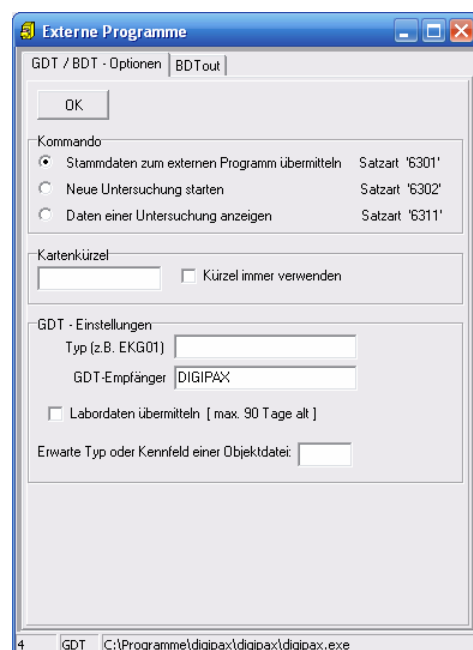 Externe Programme
GDT / BDT - Optionen BDTout
OK
Kommando
Stammdaten zum externen Programm übermitteln Satzart '6301'
Neue Untersuchung starten Satzart '6302'
Daten einer Untersuchung anzeigen Satzart '6311'
Kartenkürzel
Kürzel immer verwenden
GDT - Einstellungen
Typ (z.B. EKG01)
GDT-Empfänger DIGIPAX
Labordaten übermitteln [ max. 90 Tage alt ]
Erwarte Typ oder Kennfeld einer Objektdatei:
4 GDT C:\Programme\digipax\digipax\digipax.exe